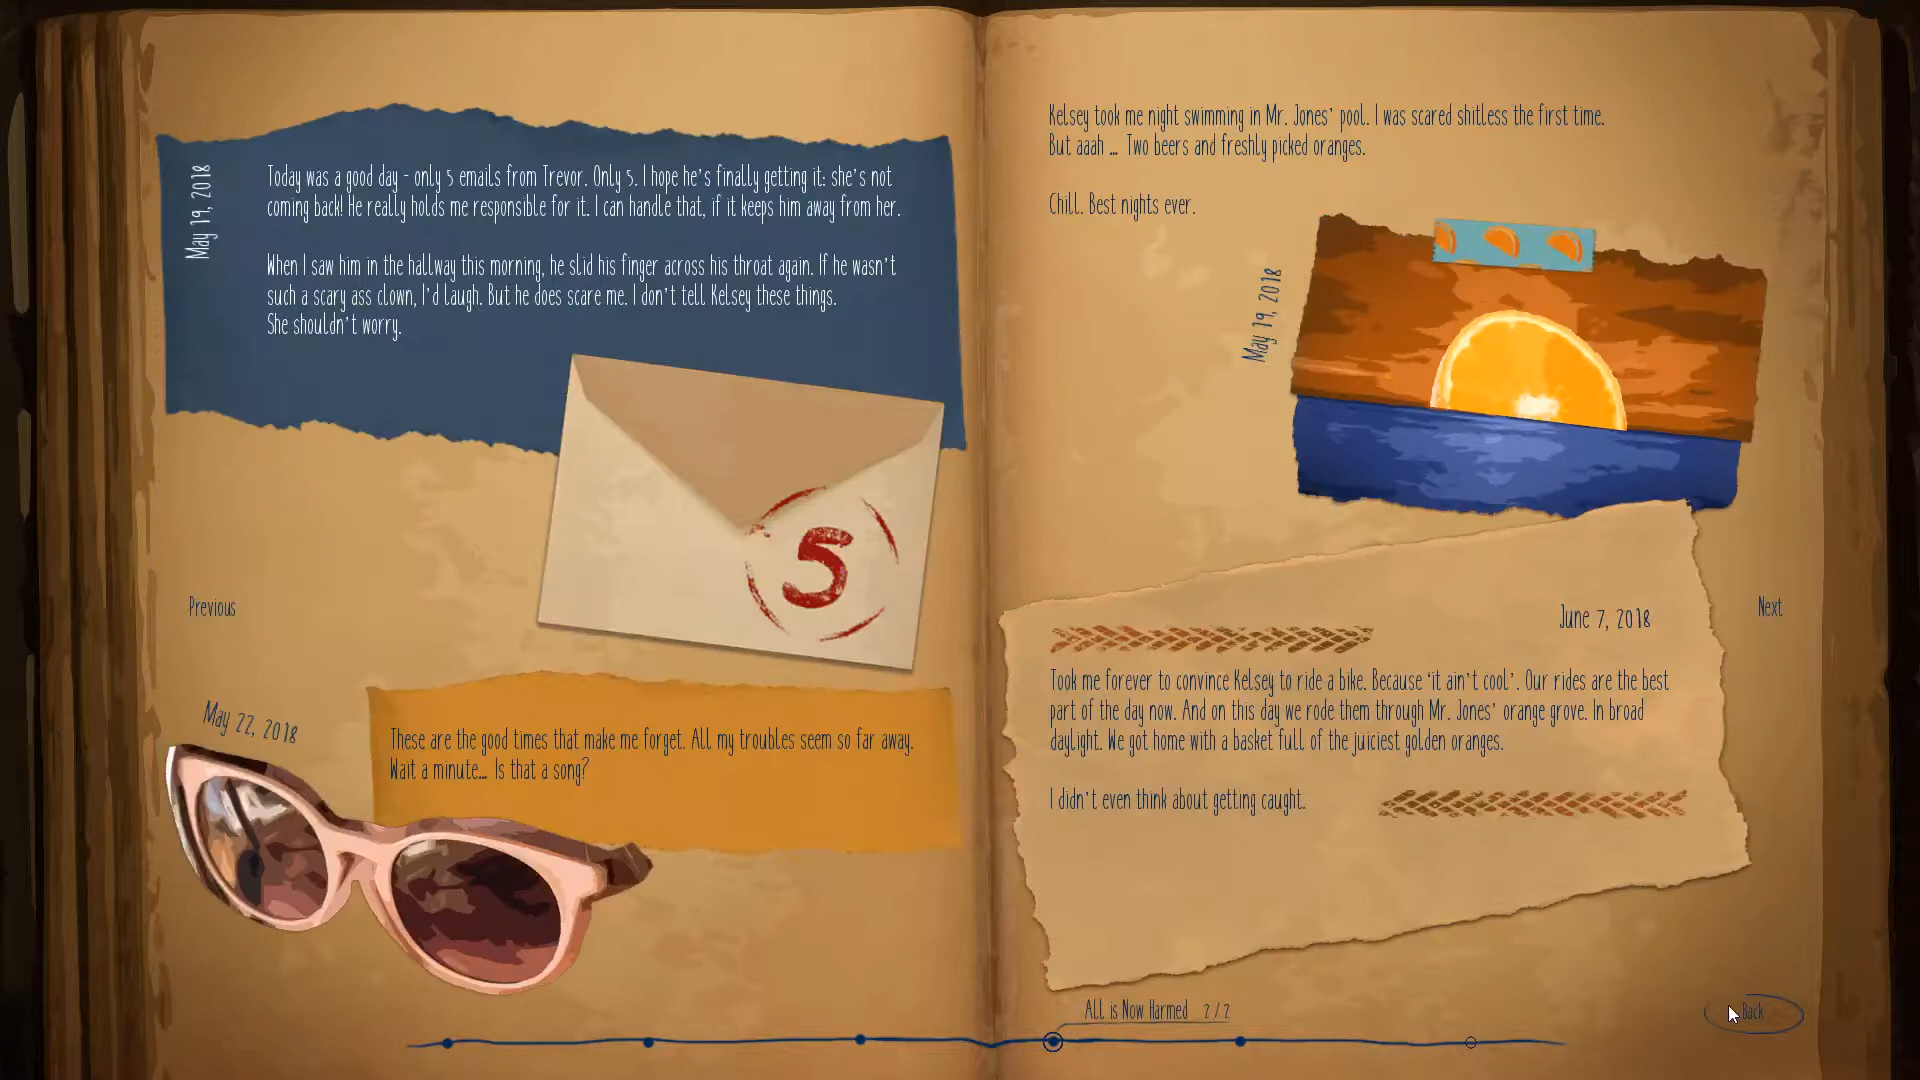 May 19, 2018
Today was a good day - only 5 emails from Trevor. Only 5. I hope he's finally getting it: she's not
coming back! He really holds me responsible for it. I can handle that, if it keeps him away from her.
When I saw him in the hallway this morning, he slid his finger across his throat again. If he wasn't
such a scary ass clown, I'd laugh. But he does scare me. I don't tell Kelsey these things.
She shouldn't worry.
5
Previous
May 22, 2018
These are the good times that make me forget. All my troubles seem so far away.
Wait a minute... Is that a song?
Kelsey took me night swimming in Mr. Jones' pool. I was scared shitless the first time.
But aaah ... Two beers and freshly picked oranges.
Chill. Best nights ever.
May 19, 2018
June 7, 2018
Next
Took me forever to convince Kelsey to ride a bike. Because 'it ain't cool'. Our rides are the best
part of the day now. And on this day we rode them through Mr. Jones' orange grove. In broad
daylight. We got home with a basket full of the juiciest golden oranges.
I didn't even think about getting caught.
All is Now Harmed 2 / 2
Back